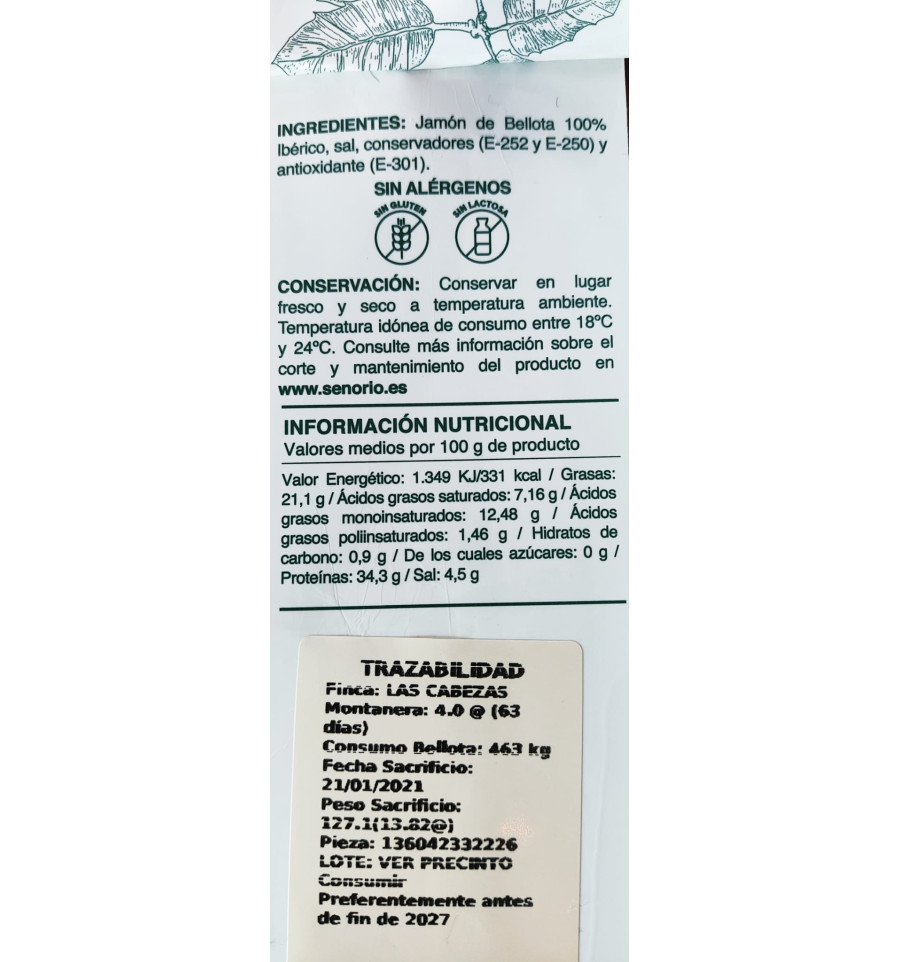 INGREDIENTES: Jamón de Bellota 100%
Ibérico, sal, conservadores (E-252 y E-250) y
antioxidante (E-301).
SIN ALÉRGENOS
SIN GLUTEN
SIN LACTOSA
CONSERVACIÓN: Conservar en lugar
fresco y seco a temperatura ambiente.
Temperatura idónea de consumo entre 18ºC
y 24ºC. Consulte más información sobre el
corte y mantenimiento del producto en
www.senorio.es
INFORMACIÓN NUTRICIONAL
Valores medios por 100 g de producto
Valor Energético: 1.349 KJ/331 kcal / Grasas:
21,1 g / Ácidos grasos saturados: 7,16 g / Ácidos
grasos monoinsaturados: 12,48 g / Ácidos
grasos poliinsaturados: 1,46 g / Hidratos de
carbono: 0,9 g / De los cuales azúcares: 0 g /
Proteínas: 34,3 g / Sal: 4,5 g
TRAZABILIDAD
Finca: LAS CABEZAS
Montanera: 4.0 @ (63
días)
Consumo Bellota: 463 kg
Fecha Sacrificio:
21/01/2021
Peso Sacrificio:
127.1(13.82@)
Pieza: 136042332226
LOTE: VER PRECINTO
Consumir
Preferentemente antes
de fin de 2027